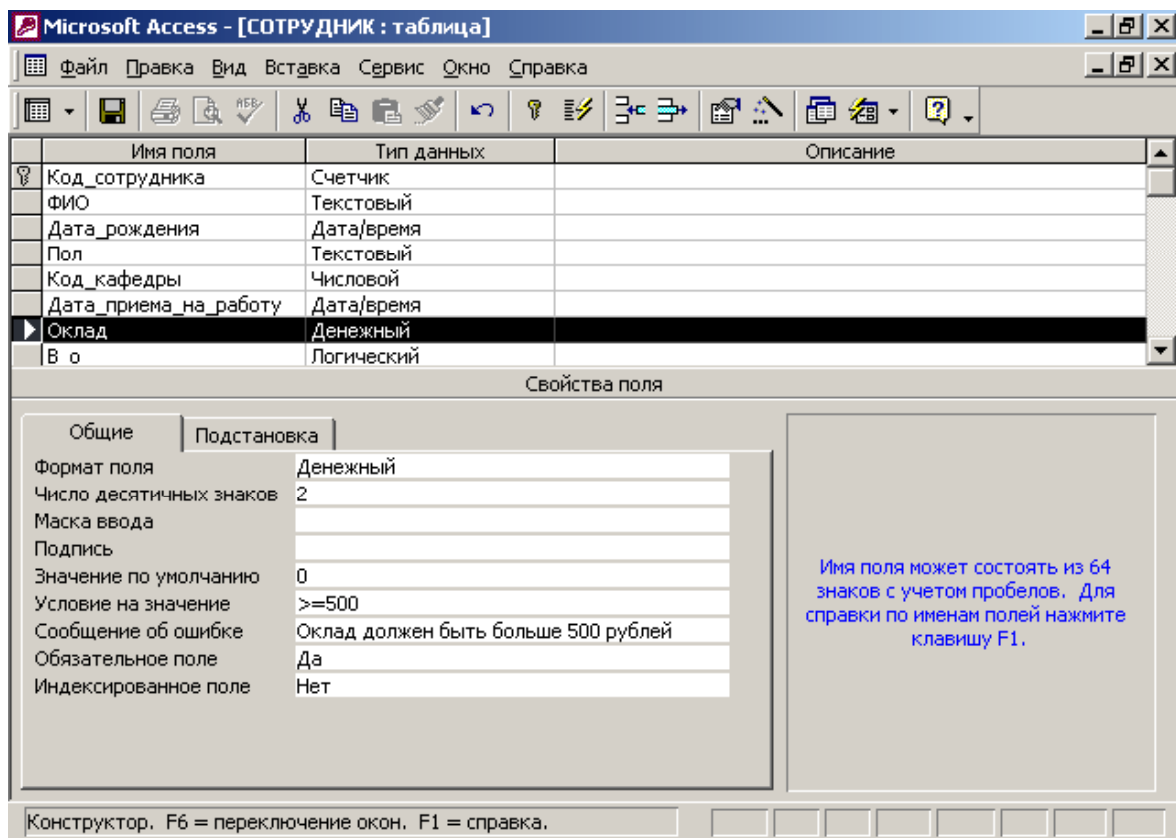 Microsoft Access - [СОТРУДНИК : таблица]
Файл Правка Вид Вставка Сервис Окно Справка
Имя поля Тип данных Описание
Код_сотрудника Счетчик
ФИО Текстовый
Дата_рождения Дата/время
Пол Текстовый
Код_кафедры Числовой
Дата_приема_на_работу Дата/время
Оклад Денежный
В_о Логический
Свойства поля
Общие Подстановка
Формат поля Денежный
Число десятичных знаков 2
Маска ввода
Подпись
Значение по умолчанию 0
Условие на значение >=500
Сообщение об ошибке Оклад должен быть больше 500 рублей
Обязательное поле Да
Индексированное поле Нет
Имя поля может состоять из 64
знаков с учетом пробелов. Для
справки по именам полей нажмите
клавишу F1.
Конструктор. F6 = переключение окон. F1 = справка.